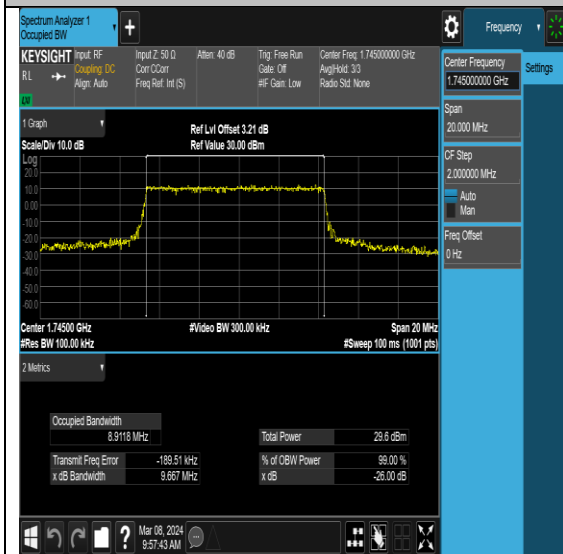 Spectrum Analyzer 1
Occupied BW
+
Frequency
KEYSIGHT
RL
Input: RF
Coupling: DC
Align: Auto
Input Z: 50 Ω
Corr CCorr
Freq Ref: Int (S)
Atten: 40 dB
Trig: Free Run
Gate: Off
#IF Gain: Low
Center Freq: 1.745000000 GHz
Avg|Hold: 3/3
Radio Std: None
Center Frequency
1.745000000 GHz
Settings
Span
20.000 MHz
CF Step
2.000000 MHz
Auto
Man
Freq Offset
0 Hz
1 Graph
Scale/Div 10.0 dB
Ref Lvl Offset 3.21 dB
Ref Value 30.00 dBm
Log
20.0
10.0
0.00
-10.0
-20.0
-30.0
-40.0
-50.0
-60.0
Center 1.74500 GHz
#Video BW 300.00 kHz
Span 20 MHz
#Res BW 100.00 kHz
#Sweep 100 ms (1001 pts)
2 Metrics
Occupied Bandwidth
8.9118 MHz
Total Power 29.6 dBm
Transmit Freq Error -189.51 kHz
% of OBW Power 99.00 %
x dB Bandwidth 9.667 MHz
x dB -26.00 dB
?
Mar 08, 2024
9:57:43 AM